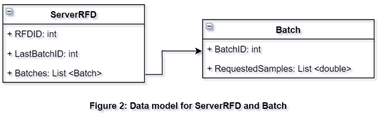 ServerRFD
+ RFDID: int
+ LastBatchID: int
+ Batches: List <Batch>
Batch
+ BatchID: int
+ RequestedSamples: List <double>
Figure 2: Data model for ServerRFD and Batch